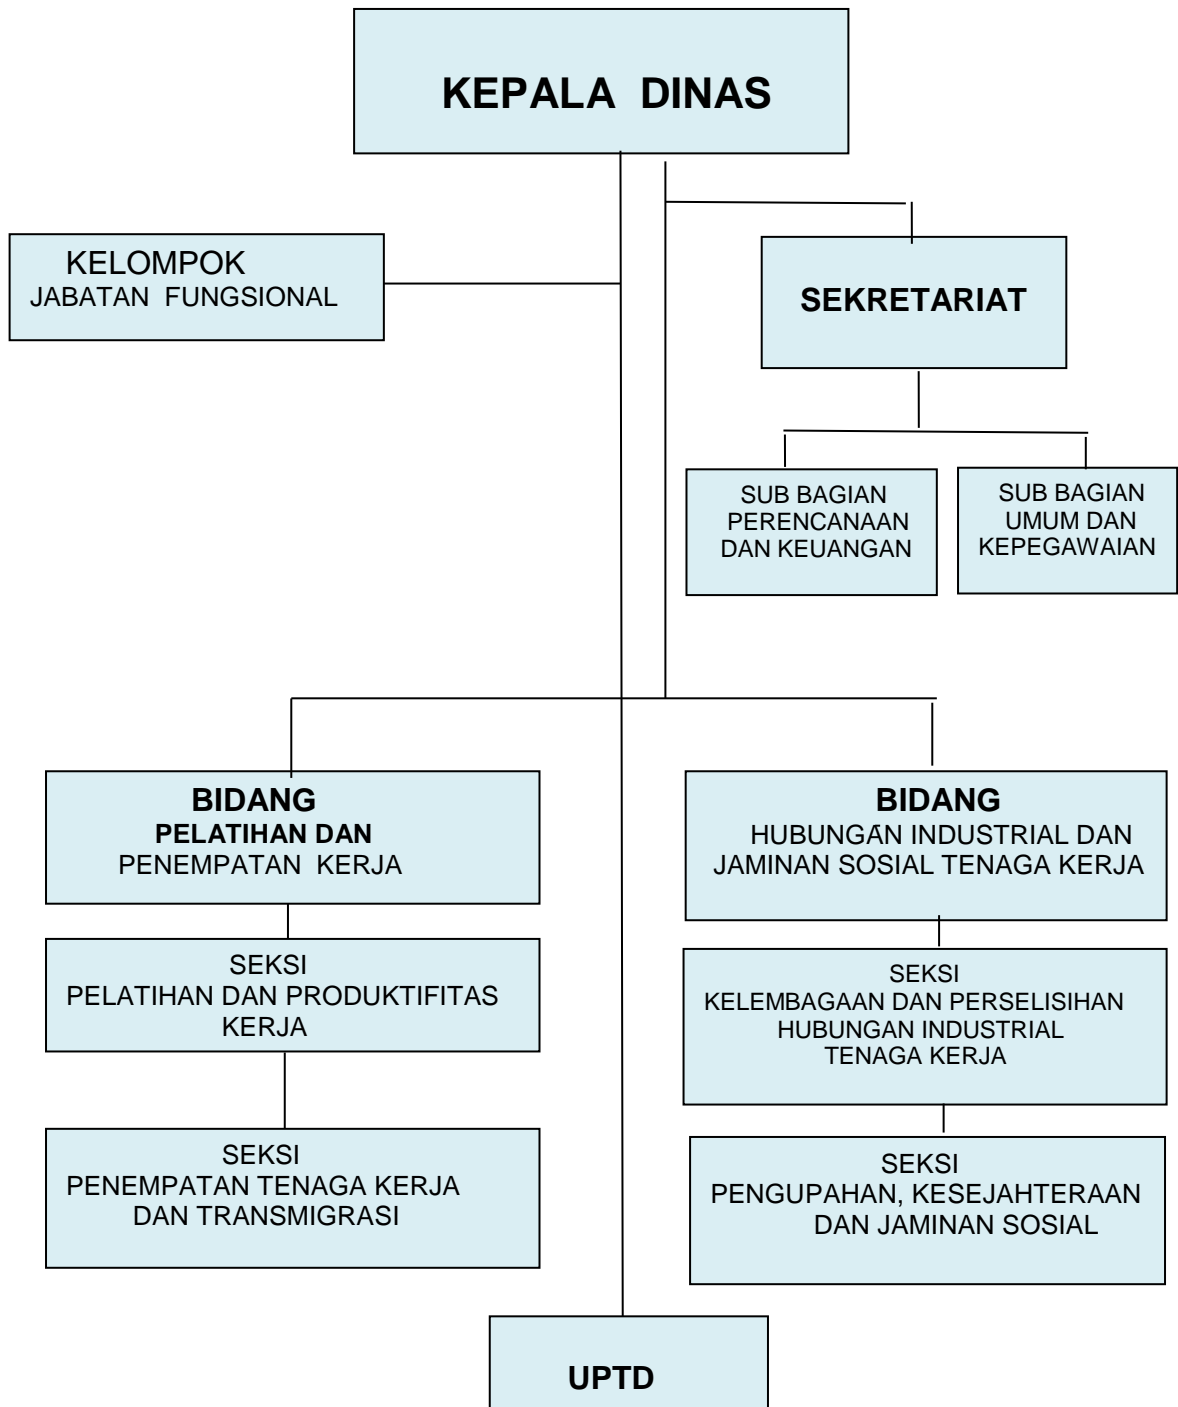 KEPALA DINAS
KELOMPOK
JABATAN FUNGSIONAL
SEKRETARIAT
SUB BAGIAN
PERENCANAAN
DAN KEUANGAN
SUB BAGIAN
UMUM DAN
KEPEGAWAIAN
BIDANG
PELATIHAN DAN
PENEMPATAN KERJA
BIDANG
HUBUNGAN INDUSTRIAL DAN
JAMINAN SOSIAL TENAGA KERJA
SEKSI
PELATIHAN DAN PRODUKTIFITAS
KERJA
SEKSI
KELEMBAGAAN DAN PERSELISIHAN
HUBUNGAN INDUSTRIAL
TENAGA KERJA
SEKSI
PENEMPATAN TENAGA KERJA
DAN TRANSMIGRASI
SEKSI
PENGUPAHAN, KESEJAHTERAAN
DAN JAMINAN SOSIAL
UPTD